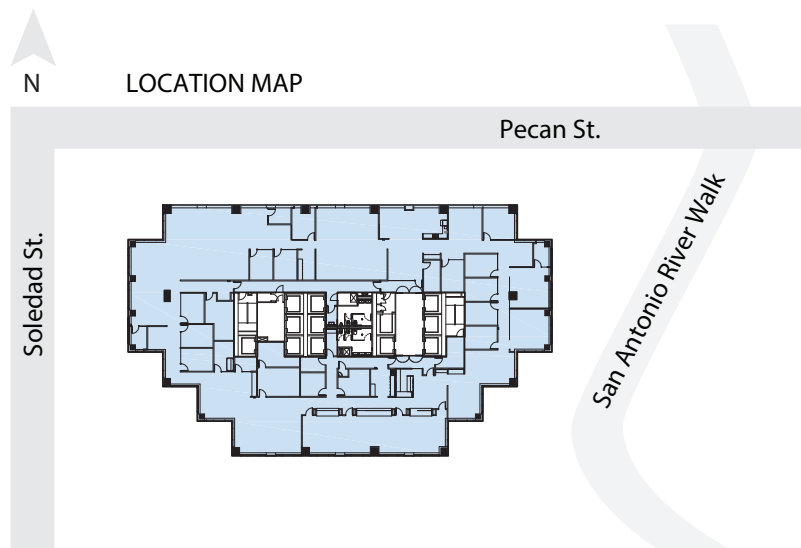 N
LOCATION MAP
Pecan St.
Soledad St.
San Antonio River Walk